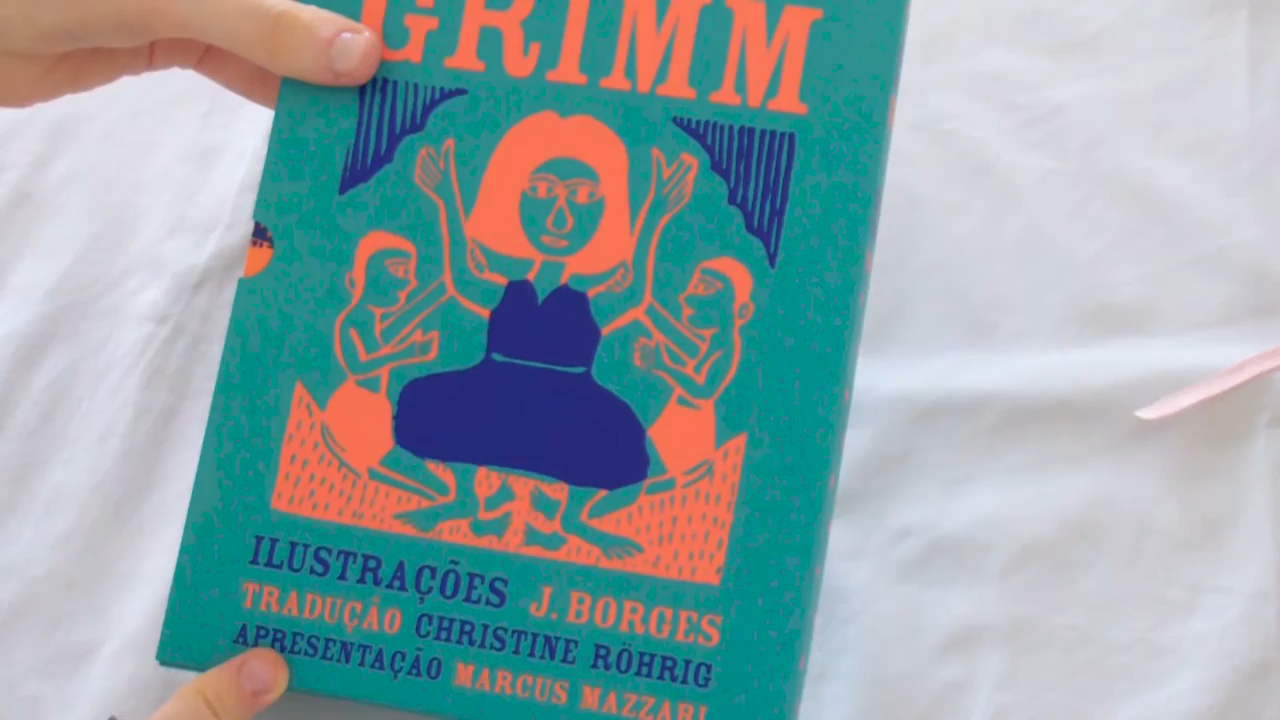 GRIMM
ILUSTRAÇÕES J. BORGES
TRADUÇÃO CHRISTINE RÖHRIG
APRESENTAÇÃO MARCUS MAZZARI